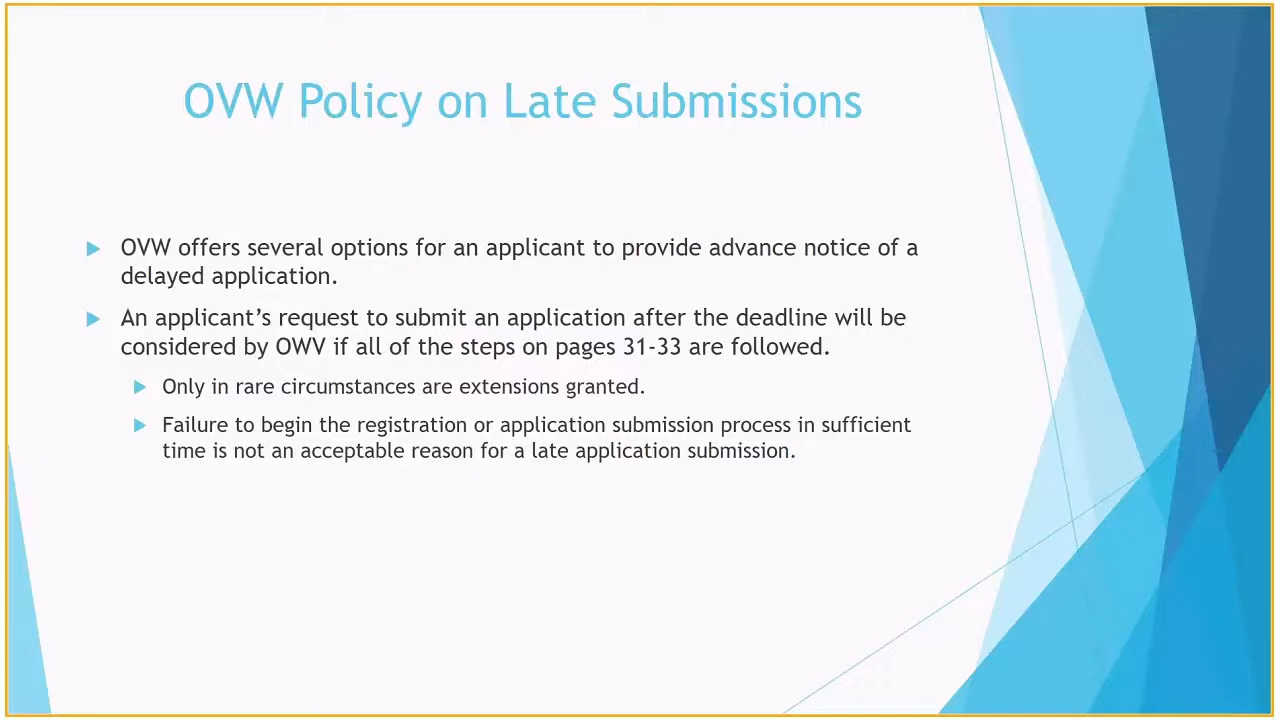 OVW Policy on Late Submissions
OVW offers several options for an applicant to provide advance notice of a
delayed application.
An applicant’s request to submit an application after the deadline will be
considered by OWV if all of the steps on pages 31-33 are followed.
Only in rare circumstances are extensions granted.
Failure to begin the registration or application submission process in sufficient
time is not an acceptable reason for a late application submission.